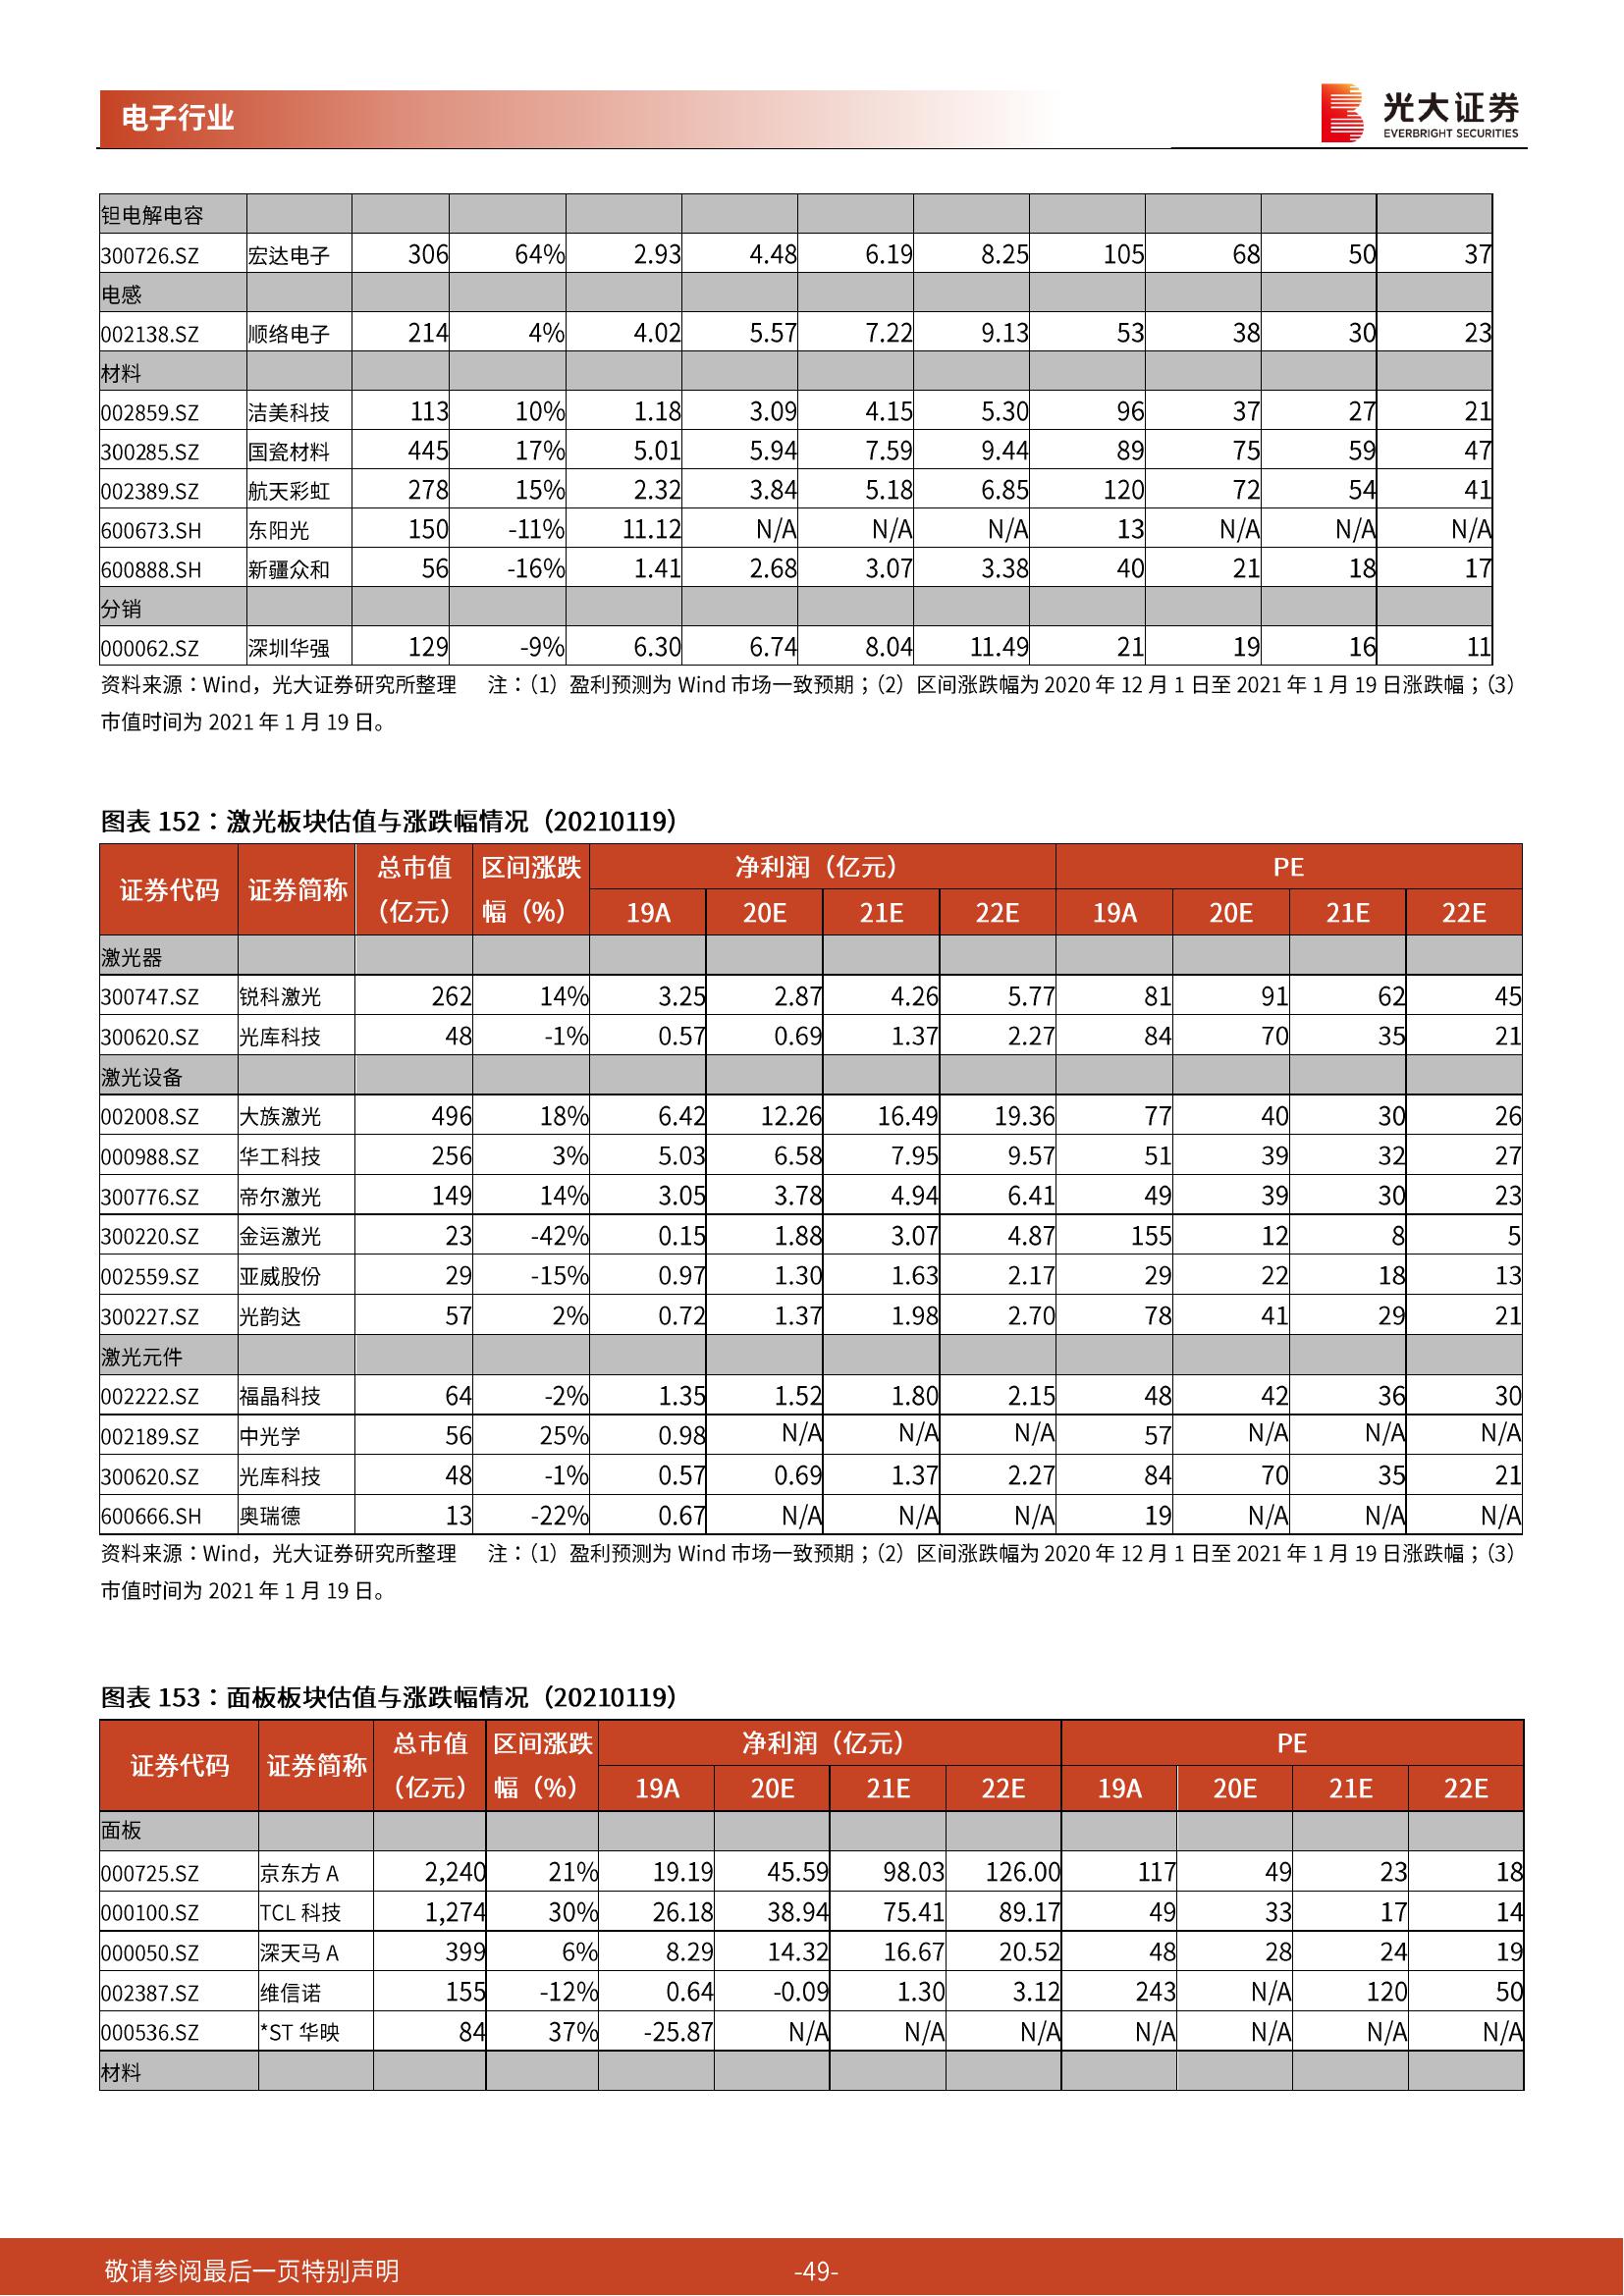 电子行业
光大证券
EVERBRIGHT SECURITIES
钽电解电容
300726.SZ 宏达电子 306 64% 2.93 4.48 6.19 8.25 105 68 50 37
电感
002138.SZ 顺络电子 214 4% 4.02 5.57 7.22 9.13 53 38 30 23
材料
002859.SZ 洁美科技 113 10% 1.18 3.09 4.15 5.30 96 37 27 21
300285.SZ 国瓷材料 445 17% 5.01 5.94 7.59 9.44 89 75 59 47
002389.SZ 航天彩虹 278 15% 2.32 3.84 5.18 6.85 120 72 54 41
600673.SH 东阳光 150 -11% 11.12 N/A N/A N/A 13 N/A N/A N/A
600888.SH 新疆众和 56 -16% 1.41 2.68 3.07 3.38 40 21 18 17
分销
000062.SZ 深圳华强 129 -9% 6.30 6.74 8.04 11.49 21 19 16 11
资料来源：Wind，光大证券研究所整理 注：（1）盈利预测为 Wind 市场一致预期；（2）区间涨跌幅为 2020 年 12 月 1 日至 2021 年 1 月 19 日涨跌幅；（3）
市值时间为 2021 年 1 月 19 日。
图表 152：激光板块估值与涨跌幅情况（20210119）
证券代码 证券简称 总市值（亿元） 区间涨跌幅（%） 净利润（亿元） PE
19A 20E 21E 22E 19A 20E 21E 22E
激光器
300747.SZ 锐科激光 262 14% 3.25 2.87 4.26 5.77 81 91 62 45
300620.SZ 光库科技 48 -1% 0.57 0.69 1.37 2.27 84 70 35 21
激光设备
002008.SZ 大族激光 496 18% 6.42 12.26 16.49 19.36 77 40 30 26
000988.SZ 华工科技 256 3% 5.03 6.58 7.95 9.57 51 39 32 27
300776.SZ 帝尔激光 149 14% 3.05 3.78 4.94 6.41 49 39 30 23
300220.SZ 金运激光 23 -42% 0.15 1.88 3.07 4.87 155 12 8 5
002559.SZ 亚威股份 29 -15% 0.97 1.30 1.63 2.17 29 22 18 13
300227.SZ 光韵达 57 2% 0.72 1.37 1.98 2.70 78 41 29 21
激光元件
002222.SZ 福晶科技 64 -2% 1.35 1.52 1.80 2.15 48 42 36 30
002189.SZ 中光学 56 25% 0.98 N/A N/A N/A 57 N/A N/A N/A
300620.SZ 光库科技 48 -1% 0.57 0.69 1.37 2.27 84 70 35 21
600666.SH 奥瑞德 13 -22% 0.67 N/A N/A N/A 19 N/A N/A N/A
资料来源：Wind，光大证券研究所整理 注：（1）盈利预测为 Wind 市场一致预期；（2）区间涨跌幅为 2020 年 12 月 1 日至 2021 年 1 月 19 日涨跌幅；（3）
市值时间为 2021 年 1 月 19 日。
图表 153：面板板块估值与涨跌幅情况（20210119）
证券代码 证券简称 总市值（亿元） 区间涨跌幅（%） 净利润（亿元） PE
19A 20E 21E 22E 19A 20E 21E 22E
面板
000725.SZ 京东方 A 2,240 21% 19.19 45.59 98.03 126.00 117 49 23 18
000100.SZ TCL 科技 1,274 30% 26.18 38.94 75.41 89.17 49 33 17 14
000050.SZ 深天马 A 399 6% 8.29 14.32 16.67 20.52 48 28 24 19
002387.SZ 维信诺 155 -12% 0.64 -0.09 1.30 3.12 243 N/A 120 50
000536.SZ *ST 华映 84 37% -25.87 N/A N/A N/A N/A N/A N/A N/A
材料
敬请参阅最后一页特别声明 -49-